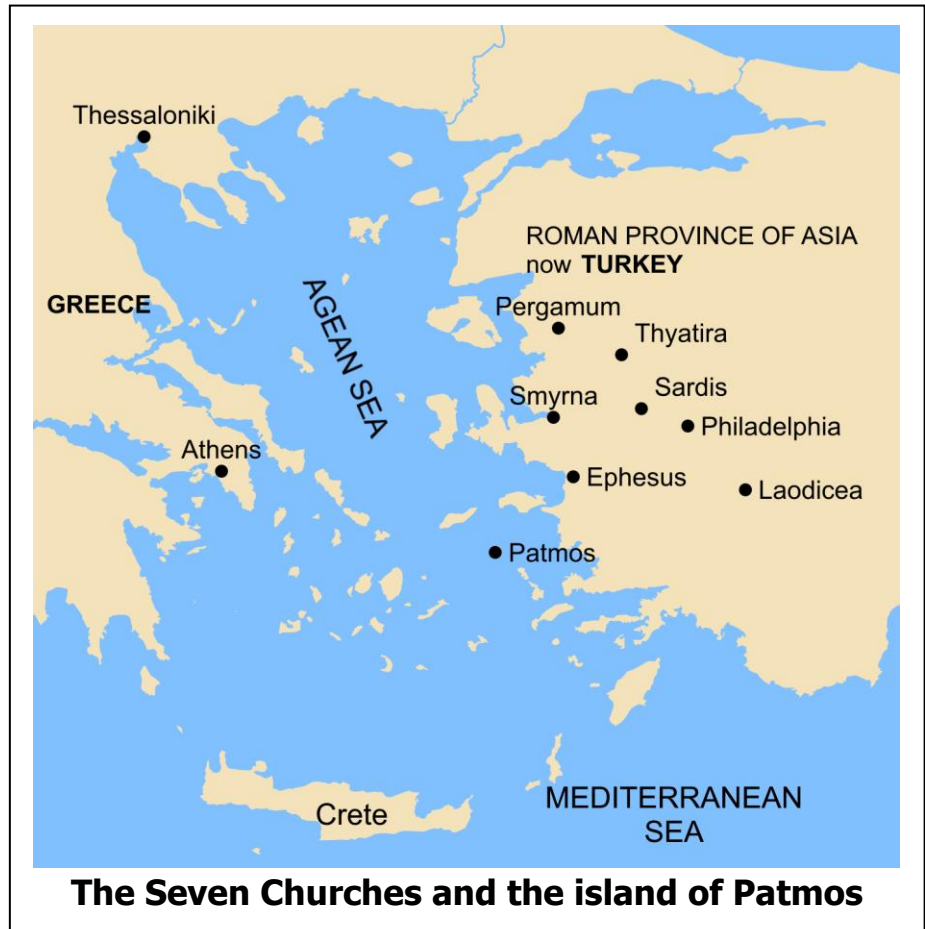 Thessaloniki
ROMAN PROVINCE OF ASIA
now TURKEY
GREECE
AGEAN SEA
Pergamum
Thyatira
Smyrna
Sardis
Philadelphia
Athens
Ephesus
Laodicea
Patmos
Crete
MEDITERRANEAN
SEA
The Seven Churches and the island of Patmos